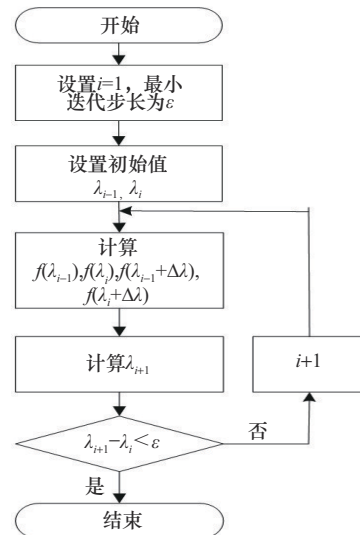 开始
设置i=1，最小
迭代步长为ε
设置初始值
λᵢ₋₁, λᵢ
计算
f(λᵢ₋₁),f(λᵢ),f(λᵢ₋₁+Δλ),
f(λᵢ+Δλ)
计算λᵢ₊₁
i+1
λᵢ₊₁−λᵢ＜ε
否
是
结束